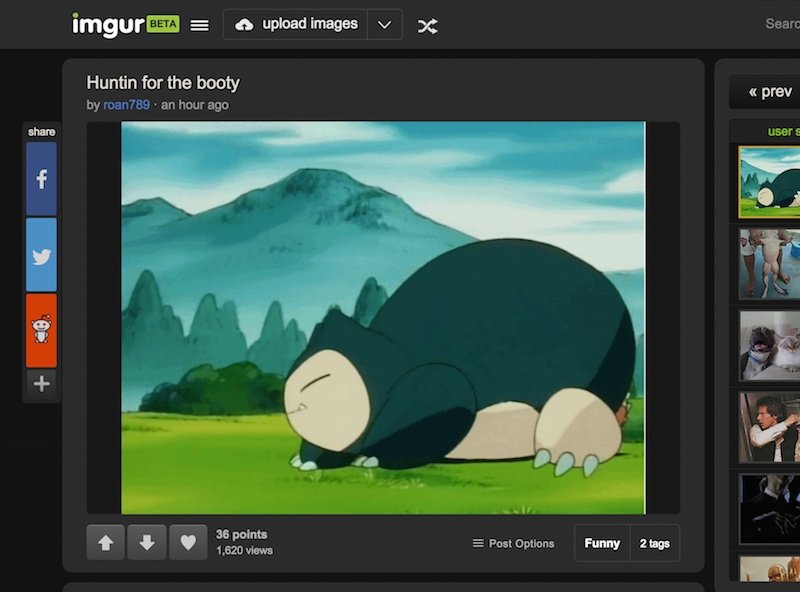 imgur BETA
upload images
Searc
Huntin for the booty
by roan789 · an hour ago
share
« prev
user s
36 points
1,620 views
Post Options
Funny
2 tags